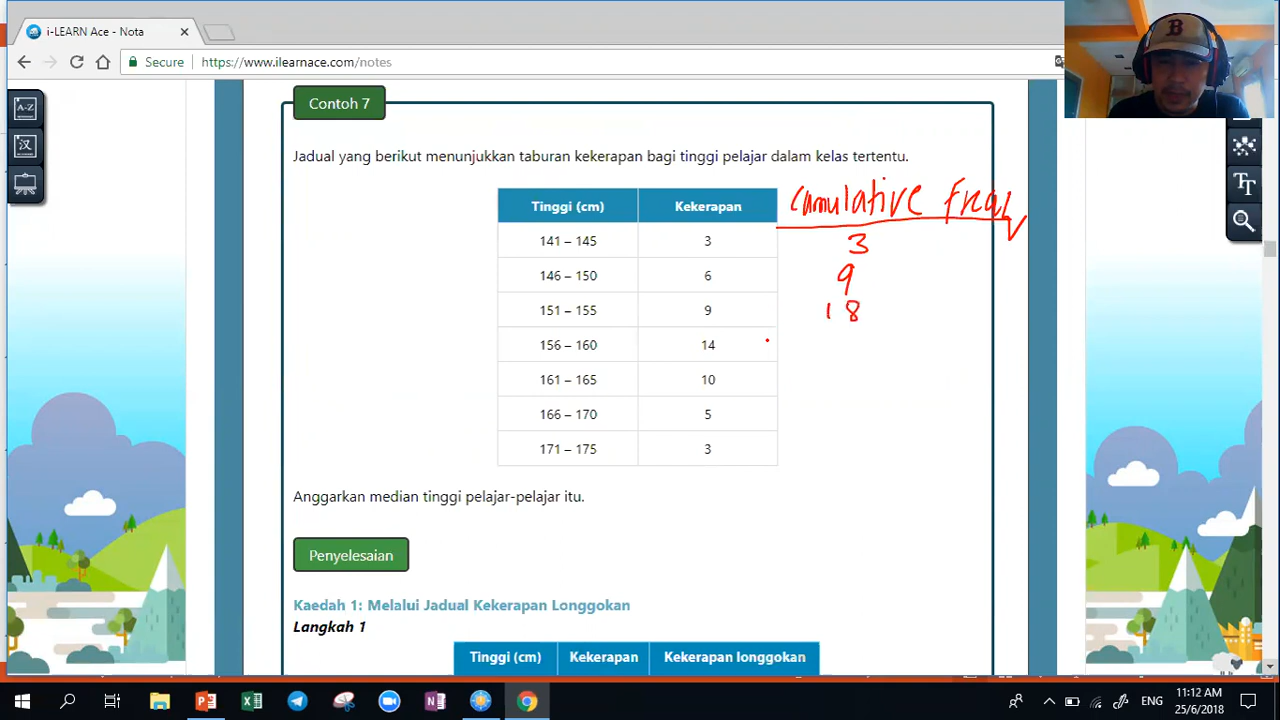 i-LEARN Ace - Nota
Secure https://www.ilearnace.com/notes
Contoh 7
Jadual yang berikut menunjukkan taburan kekerapan bagi tinggi pelajar dalam kelas tertentu.
Tinggi (cm) Kekerapan Cumulative Freq
141 – 145 3 3
146 – 150 6 9
151 – 155 9 18
156 – 160 14
161 – 165 10
166 – 170 5
171 – 175 3
Anggarkan median tinggi pelajar-pelajar itu.
Penyelesaian
Kaedah 1: Melalui Jadual Kekerapan Longgokan
Langkah 1
Tinggi (cm) Kekerapan Kekerapan longgokan
A-Z
汉
TT
B
ENG
11:12 AM
25/6/2018